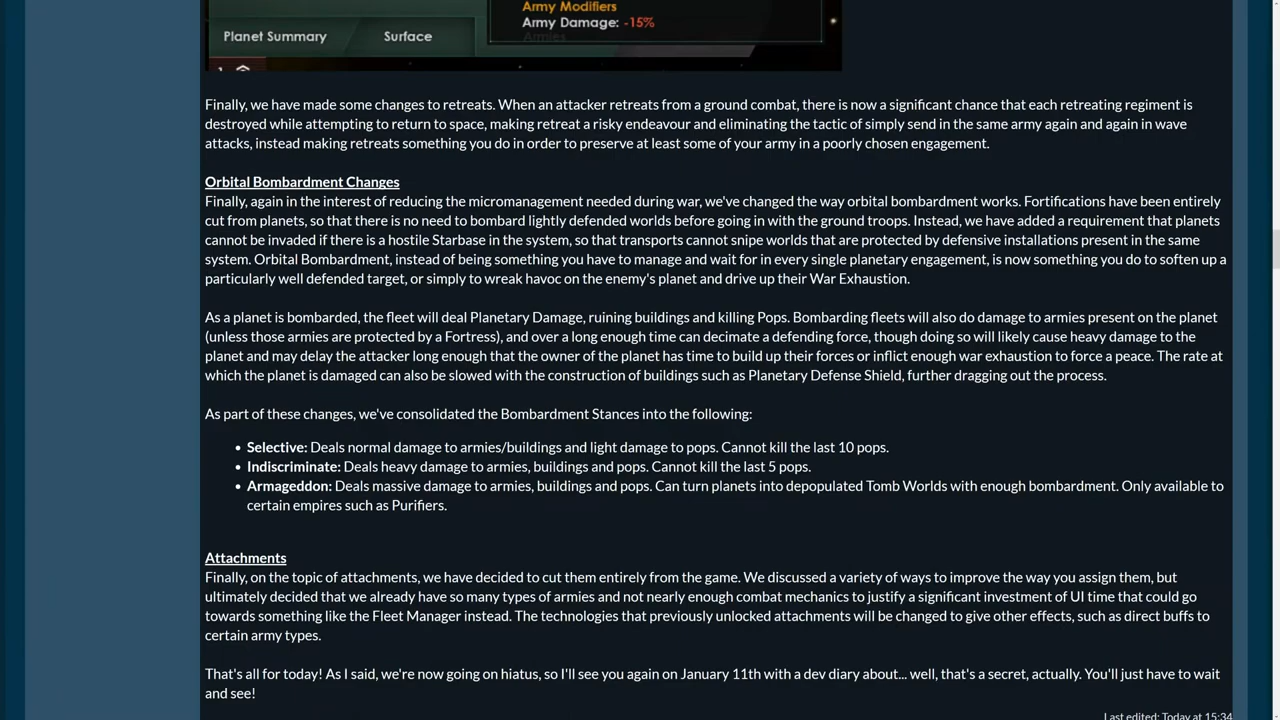 Army Modifiers
Army Damage: -15%
Armies
Planet Summary
Surface
Finally, we have made some changes to retreats. When an attacker retreats from a ground combat, there is now a significant chance that each retreating regiment is
destroyed while attempting to return to space, making retreat a risky endeavour and eliminating the tactic of simply send in the same army again and again in wave
attacks, instead making retreats something you do in order to preserve at least some of your army in a poorly chosen engagement.
Orbital Bombardment Changes
Finally, again in the interest of reducing the micromanagement needed during war, we've changed the way orbital bombardment works. Fortifications have been entirely
cut from planets, so that there is no need to bombard lightly defended worlds before going in with the ground troops. Instead, we have added a requirement that planets
cannot be invaded if there is a hostile Starbase in the system, so that transports cannot snipe worlds that are protected by defensive installations present in the same
system. Orbital Bombardment, instead of being something you have to manage and wait for in every single planetary engagement, is now something you do to soften up a
particularly well defended target, or simply to wreak havoc on the enemy's planet and drive up their War Exhaustion.
As a planet is bombarded, the fleet will deal Planetary Damage, ruining buildings and killing Pops. Bombarding fleets will also do damage to armies present on the planet
(unless those armies are protected by a Fortress), and over a long enough time can decimate a defending force, though doing so will likely cause heavy damage to the
planet and may delay the attacker long enough that the owner of the planet has time to build up their forces or inflict enough war exhaustion to force a peace. The rate at
which the planet is damaged can also be slowed with the construction of buildings such as Planetary Defense Shield, further dragging out the process.
As part of these changes, we've consolidated the Bombardment Stances into the following:
• Selective: Deals normal damage to armies/buildings and light damage to pops. Cannot kill the last 10 pops.
• Indiscriminate: Deals heavy damage to armies, buildings and pops. Cannot kill the last 5 pops.
• Armageddon: Deals massive damage to armies, buildings and pops. Can turn planets into depopulated Tomb Worlds with enough bombardment. Only available to
certain empires such as Purifiers.
Attachments
Finally, on the topic of attachments, we have decided to cut them entirely from the game. We discussed a variety of ways to improve the way you assign them, but
ultimately decided that we already have so many types of armies and not nearly enough combat mechanics to justify a significant investment of UI time that could go
towards something like the Fleet Manager instead. The technologies that previously unlocked attachments will be changed to give other effects, such as direct buffs to
certain army types.
That's all for today! As I said, we're now going on hiatus, so I'll see you again on January 11th with a dev diary about... well, that's a secret, actually. You'll just have to wait
and see!
Last edited: Today at 15:34